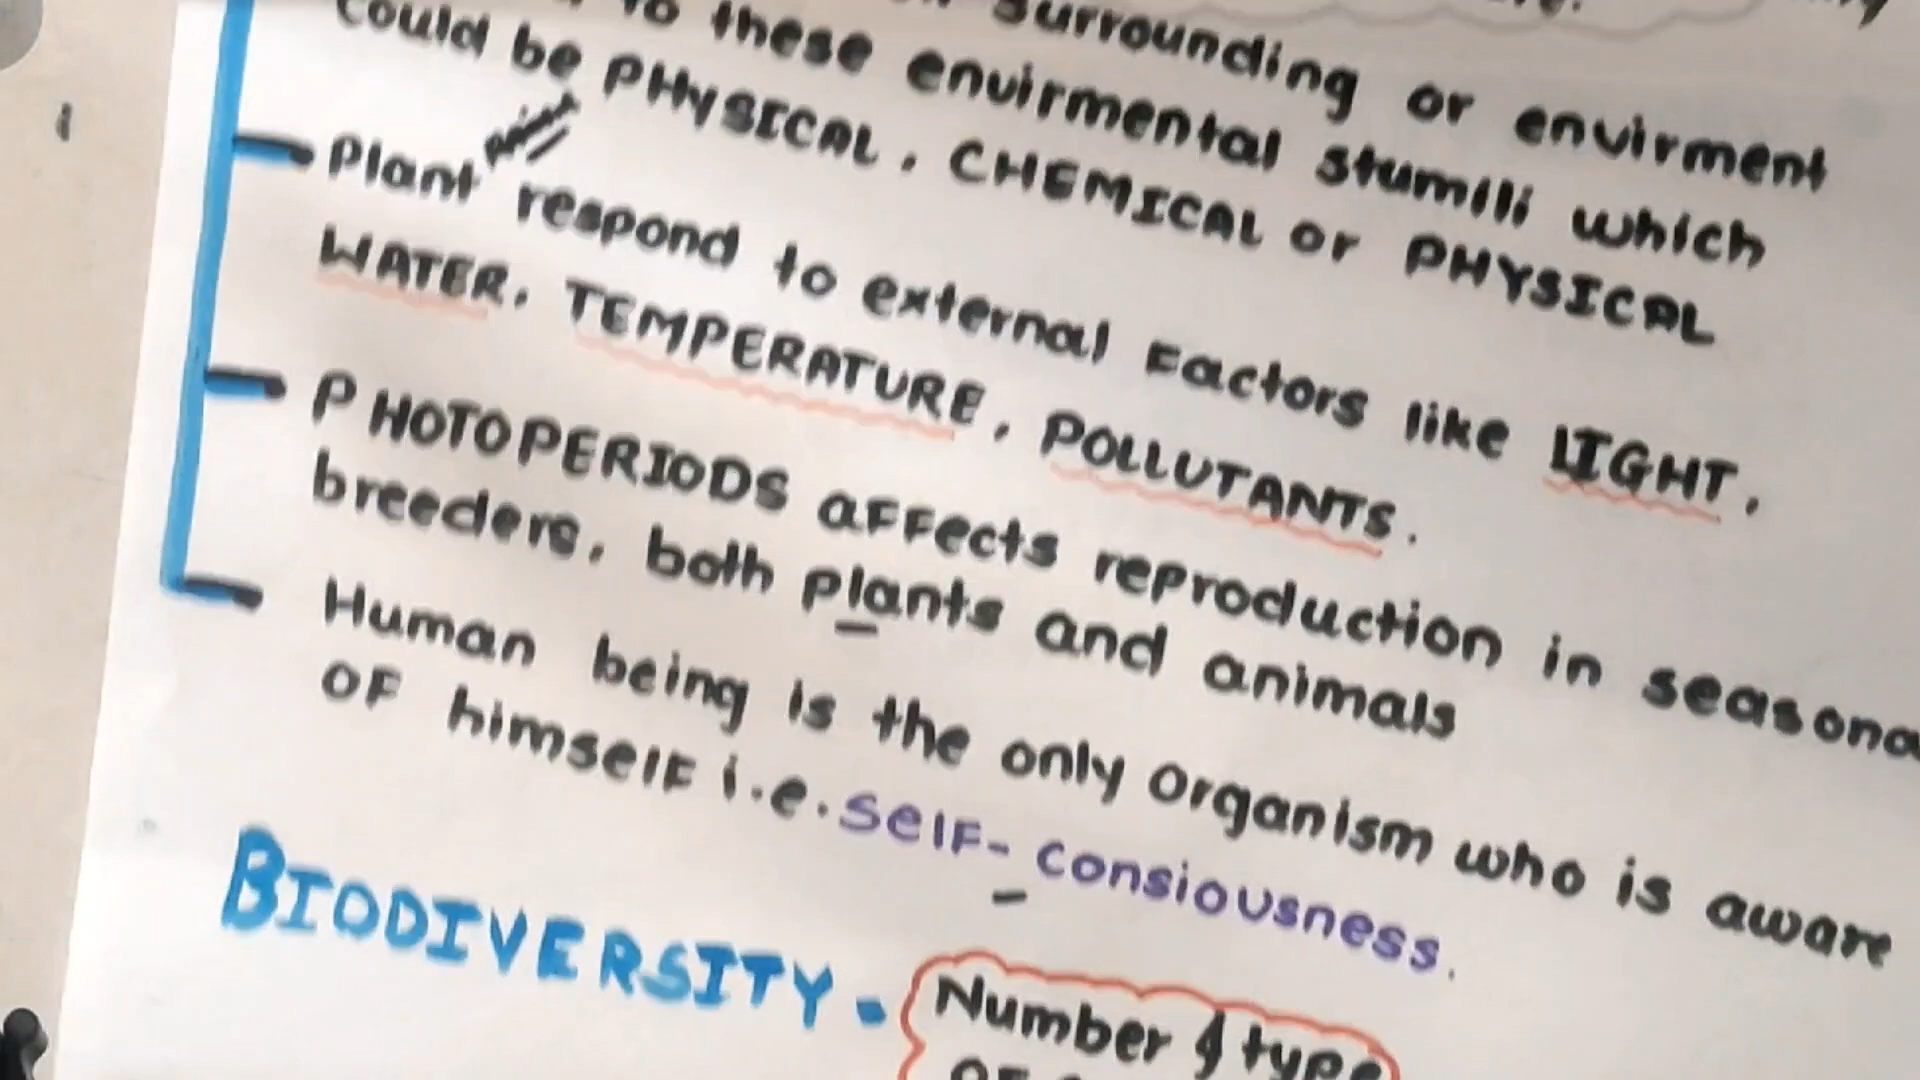 surrounding or envirment
to these envirmental stumili which
could be PHYSICAL, CHEMICAL or PHYSICAL
Plant respond to external Factors like LIGHT,
WATER, TEMPERATURE, POLLUTANTS.
PHOTOPERIODS aFFects reproduction in
breeders, both plants and animals
Human being is the only organism who is aware
OF himselF i.e. SelF-consiousness.
BIODIVERSITY.
Number & type
OF